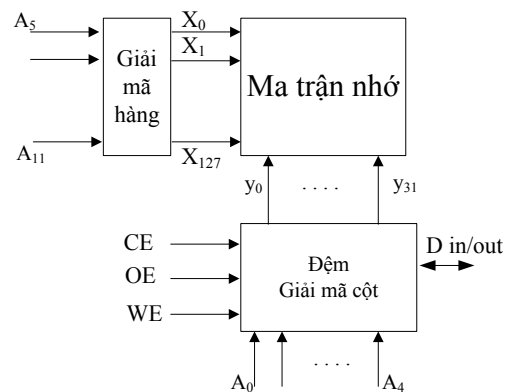 A5
X0
X1
Giải
mã
hàng
Ma trận nhớ
A11
X127
y0
. . . .
y31
CE
OE
WE
Đệm
Giải mã cột
D in/out
A0
. . . .
A4